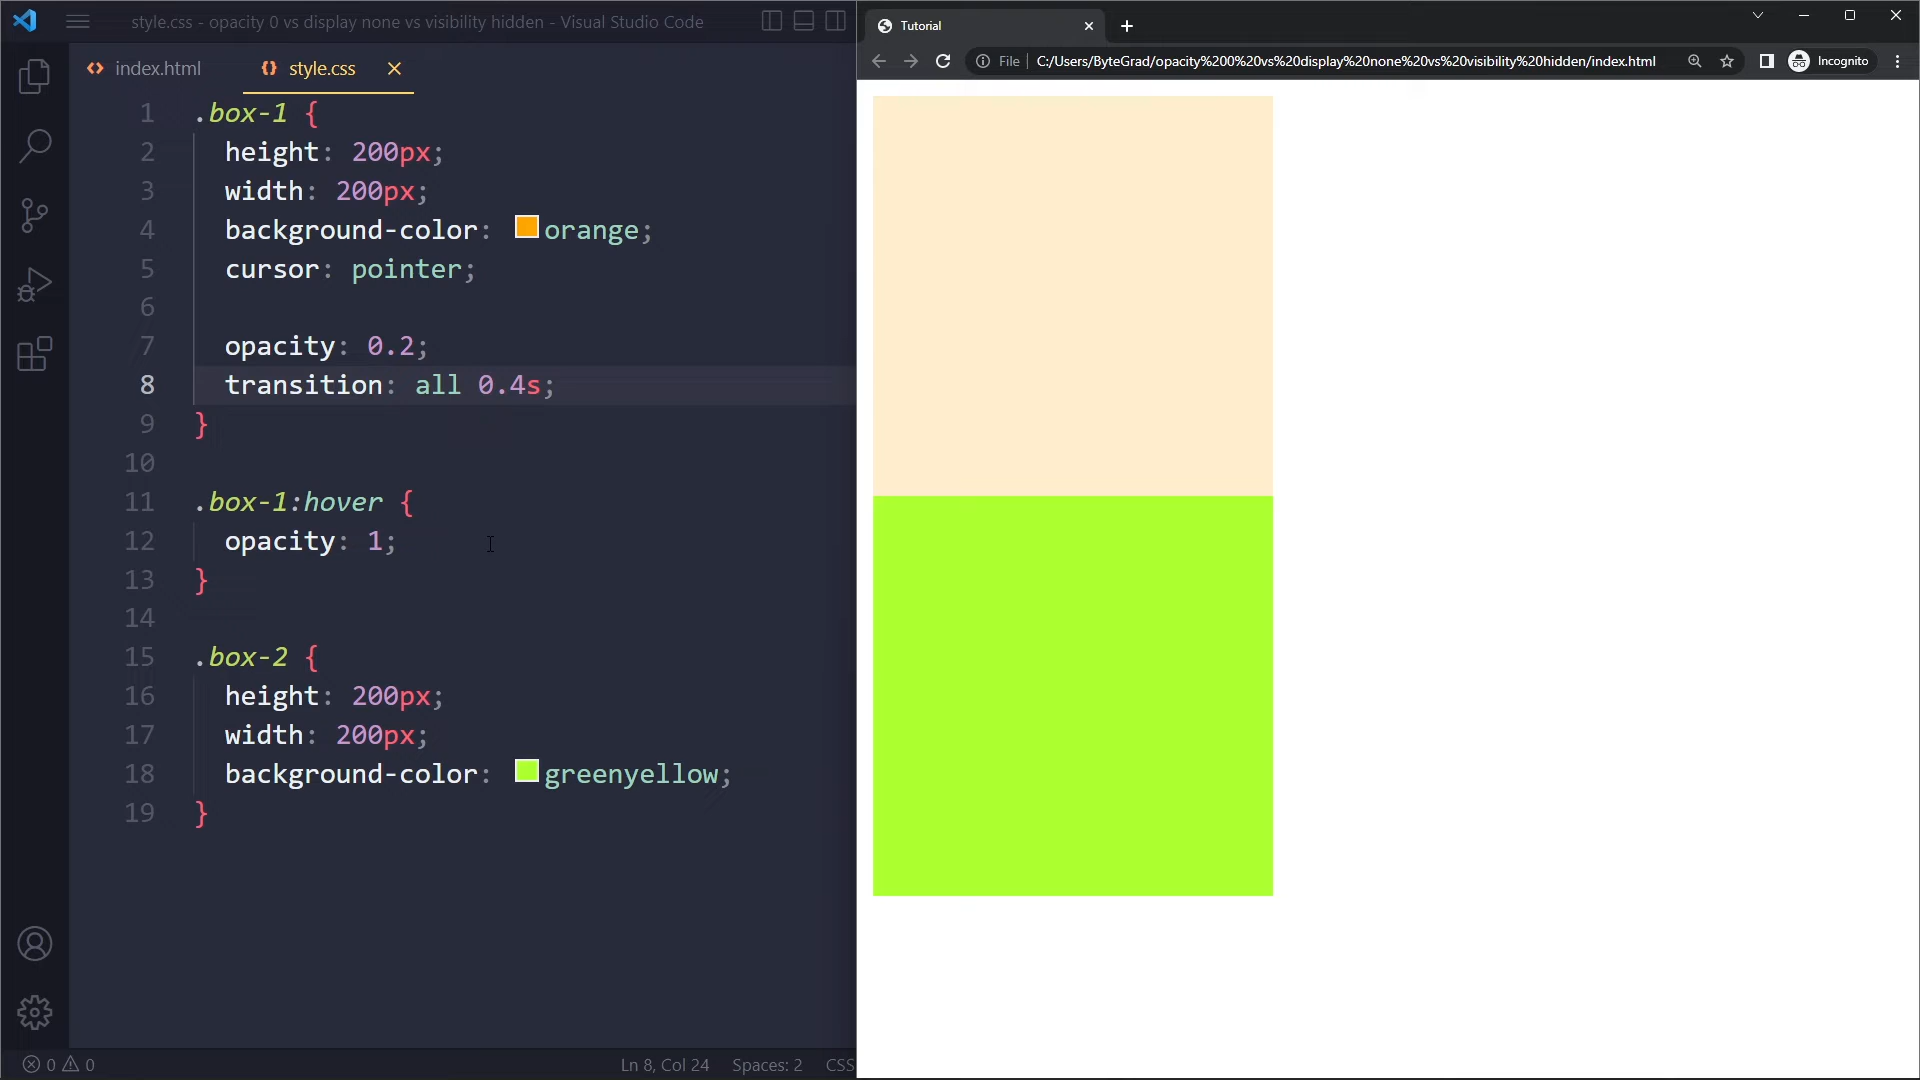 style.css - opacity 0 vs display none vs visibility hidden - Visual Studio Code
index.html
style.css
1 .box-1 {
2 height: 200px;
3 width: 200px;
4 background-color: orange;
5 cursor: pointer;
6
7 opacity: 0.2;
8 transition: all 0.4s;
9 }
10
11 .box-1:hover {
12 opacity: 1;
13 }
14
15 .box-2 {
16 height: 200px;
17 width: 200px;
18 background-color: greenyellow;
19 }
0 0
Ln 8, Col 24 Spaces: 2 CSS
Tutorial
File C:/Users/ByteGrad/opacity%200%20vs%20display%20none%20vs%20visibility%20hidden/index.html
Incognito